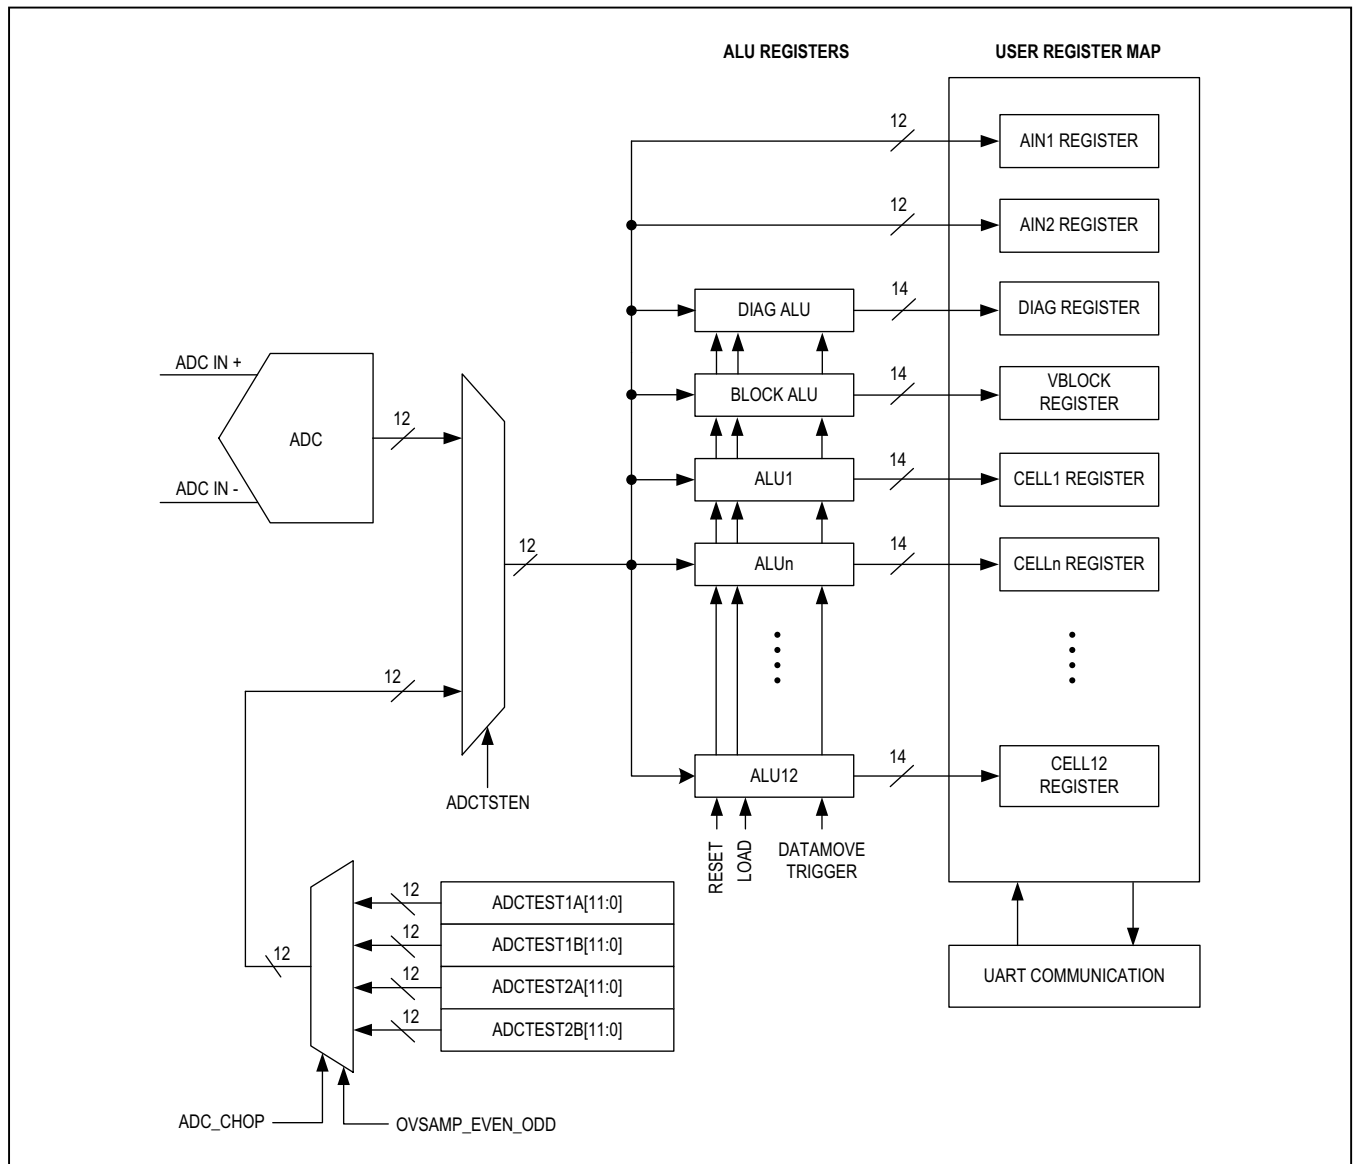 ALU REGISTERS
USER REGISTER MAP
12
AIN1 REGISTER
12
AIN2 REGISTER
DIAG ALU
14
DIAG REGISTER
ADC IN +
BLOCK ALU
14
VBLOCK
REGISTER
ADC
12
ADC IN -
ALU1
14
CELL1 REGISTER
12
ALUn
14
CELLn REGISTER
12
ALU12
14
CELL12
REGISTER
ADCTSTEN
RESET
LOAD
DATAMOVE
TRIGGER
12
ADCTEST1A[11:0]
12
ADCTEST1B[11:0]
12
12
ADCTEST2A[11:0]
12
ADCTEST2B[11:0]
UART COMMUNICATION
ADC_CHOP
OVSAMP_EVEN_ODD